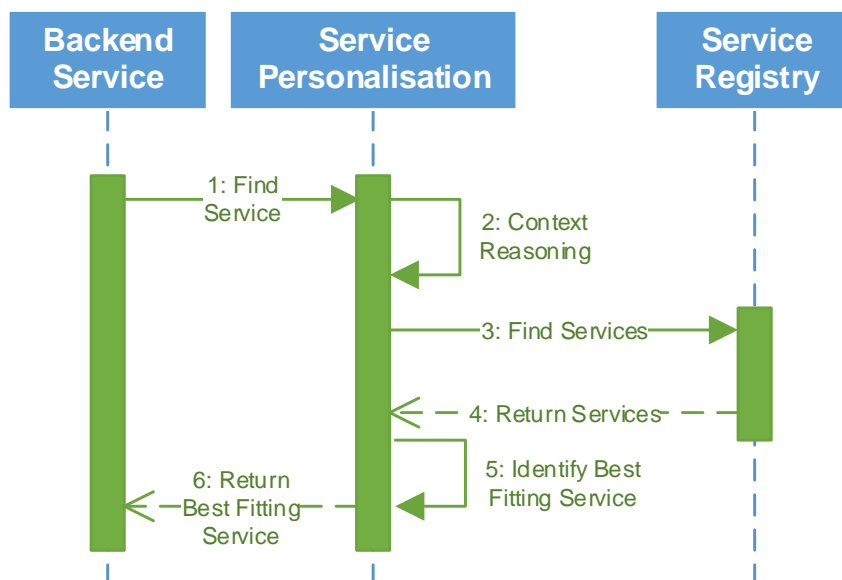 Backend
Service
Service
Personalisation
Service
Registry
1: Find
Service
2: Context
Reasoning
3: Find Services
4: Return Services
5: Identify Best
Fitting Service
6: Return
Best Fitting
Service